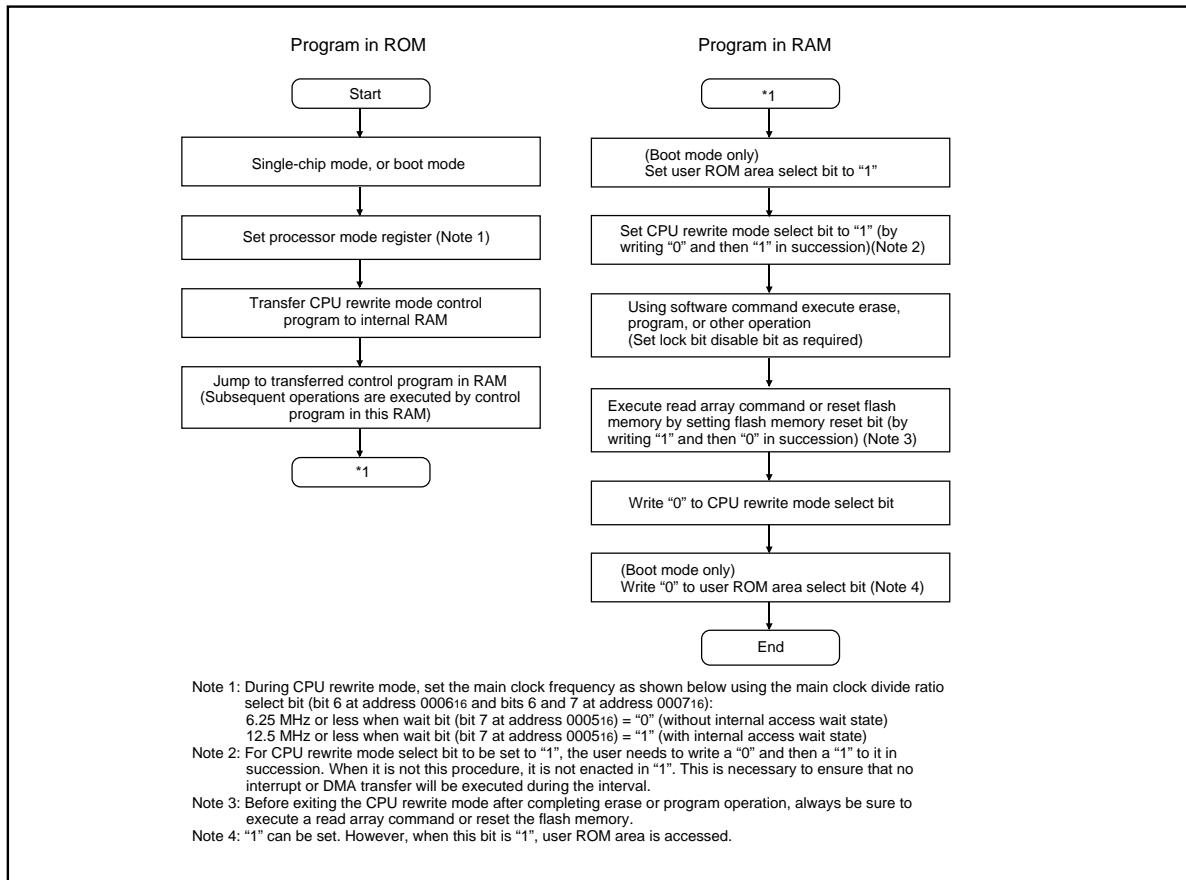 Program in ROM
Start
Single-chip mode, or boot mode
Set processor mode register (Note 1)
Transfer CPU rewrite mode control
program to internal RAM
Jump to transferred control program in RAM
(Subsequent operations are executed by control
program in this RAM)
*1
Program in RAM
*1
(Boot mode only)
Set user ROM area select bit to “1”
Set CPU rewrite mode select bit to “1” (by
writing “0” and then “1” in succession)(Note 2)
Using software command execute erase,
program, or other operation
(Set lock bit disable bit as required)
Execute read array command or reset flash
memory by setting flash memory reset bit (by
writing “1” and then “0” in succession) (Note 3)
Write “0” to CPU rewrite mode select bit
(Boot mode only)
Write “0” to user ROM area select bit (Note 4)
End
Note 1: During CPU rewrite mode, set the main clock frequency as shown below using the main clock divide ratio
select bit (bit 6 at address 000616 and bits 6 and 7 at address 000716):
6.25 MHz or less when wait bit (bit 7 at address 000516) = “0” (without internal access wait state)
12.5 MHz or less when wait bit (bit 7 at address 000516) = “1” (with internal access wait state)
Note 2: For CPU rewrite mode select bit to be set to “1”, the user needs to write a “0” and then a “1” to it in
succession. When it is not this procedure, it is not enacted in “1”. This is necessary to ensure that no
interrupt or DMA transfer will be executed during the interval.
Note 3: Before exiting the CPU rewrite mode after completing erase or program operation, always be sure to
execute a read array command or reset the flash memory.
Note 4: “1” can be set. However, when this bit is “1”, user ROM area is accessed.